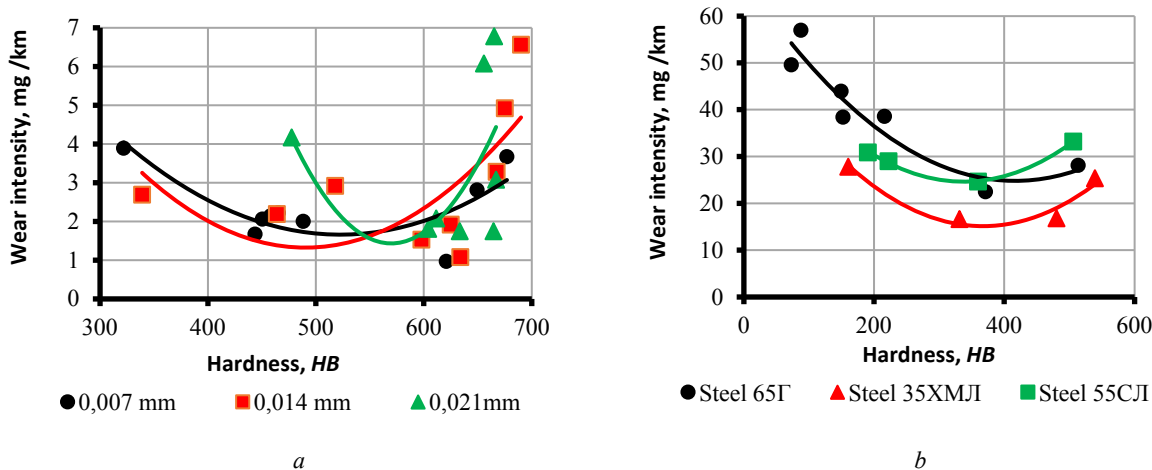 Wear intensity, mg /km
7
6
5
4
3
2
1
0
300 400 500 600 700
Hardness, HB
0,007 mm 0,014 mm 0,021mm
a
Wear intensity, mg /km
60
50
40
30
20
10
0
0 200 400 600
Hardness, HB
Steel 65Г Steel 35ХМЛ Steel 55СЛ
b